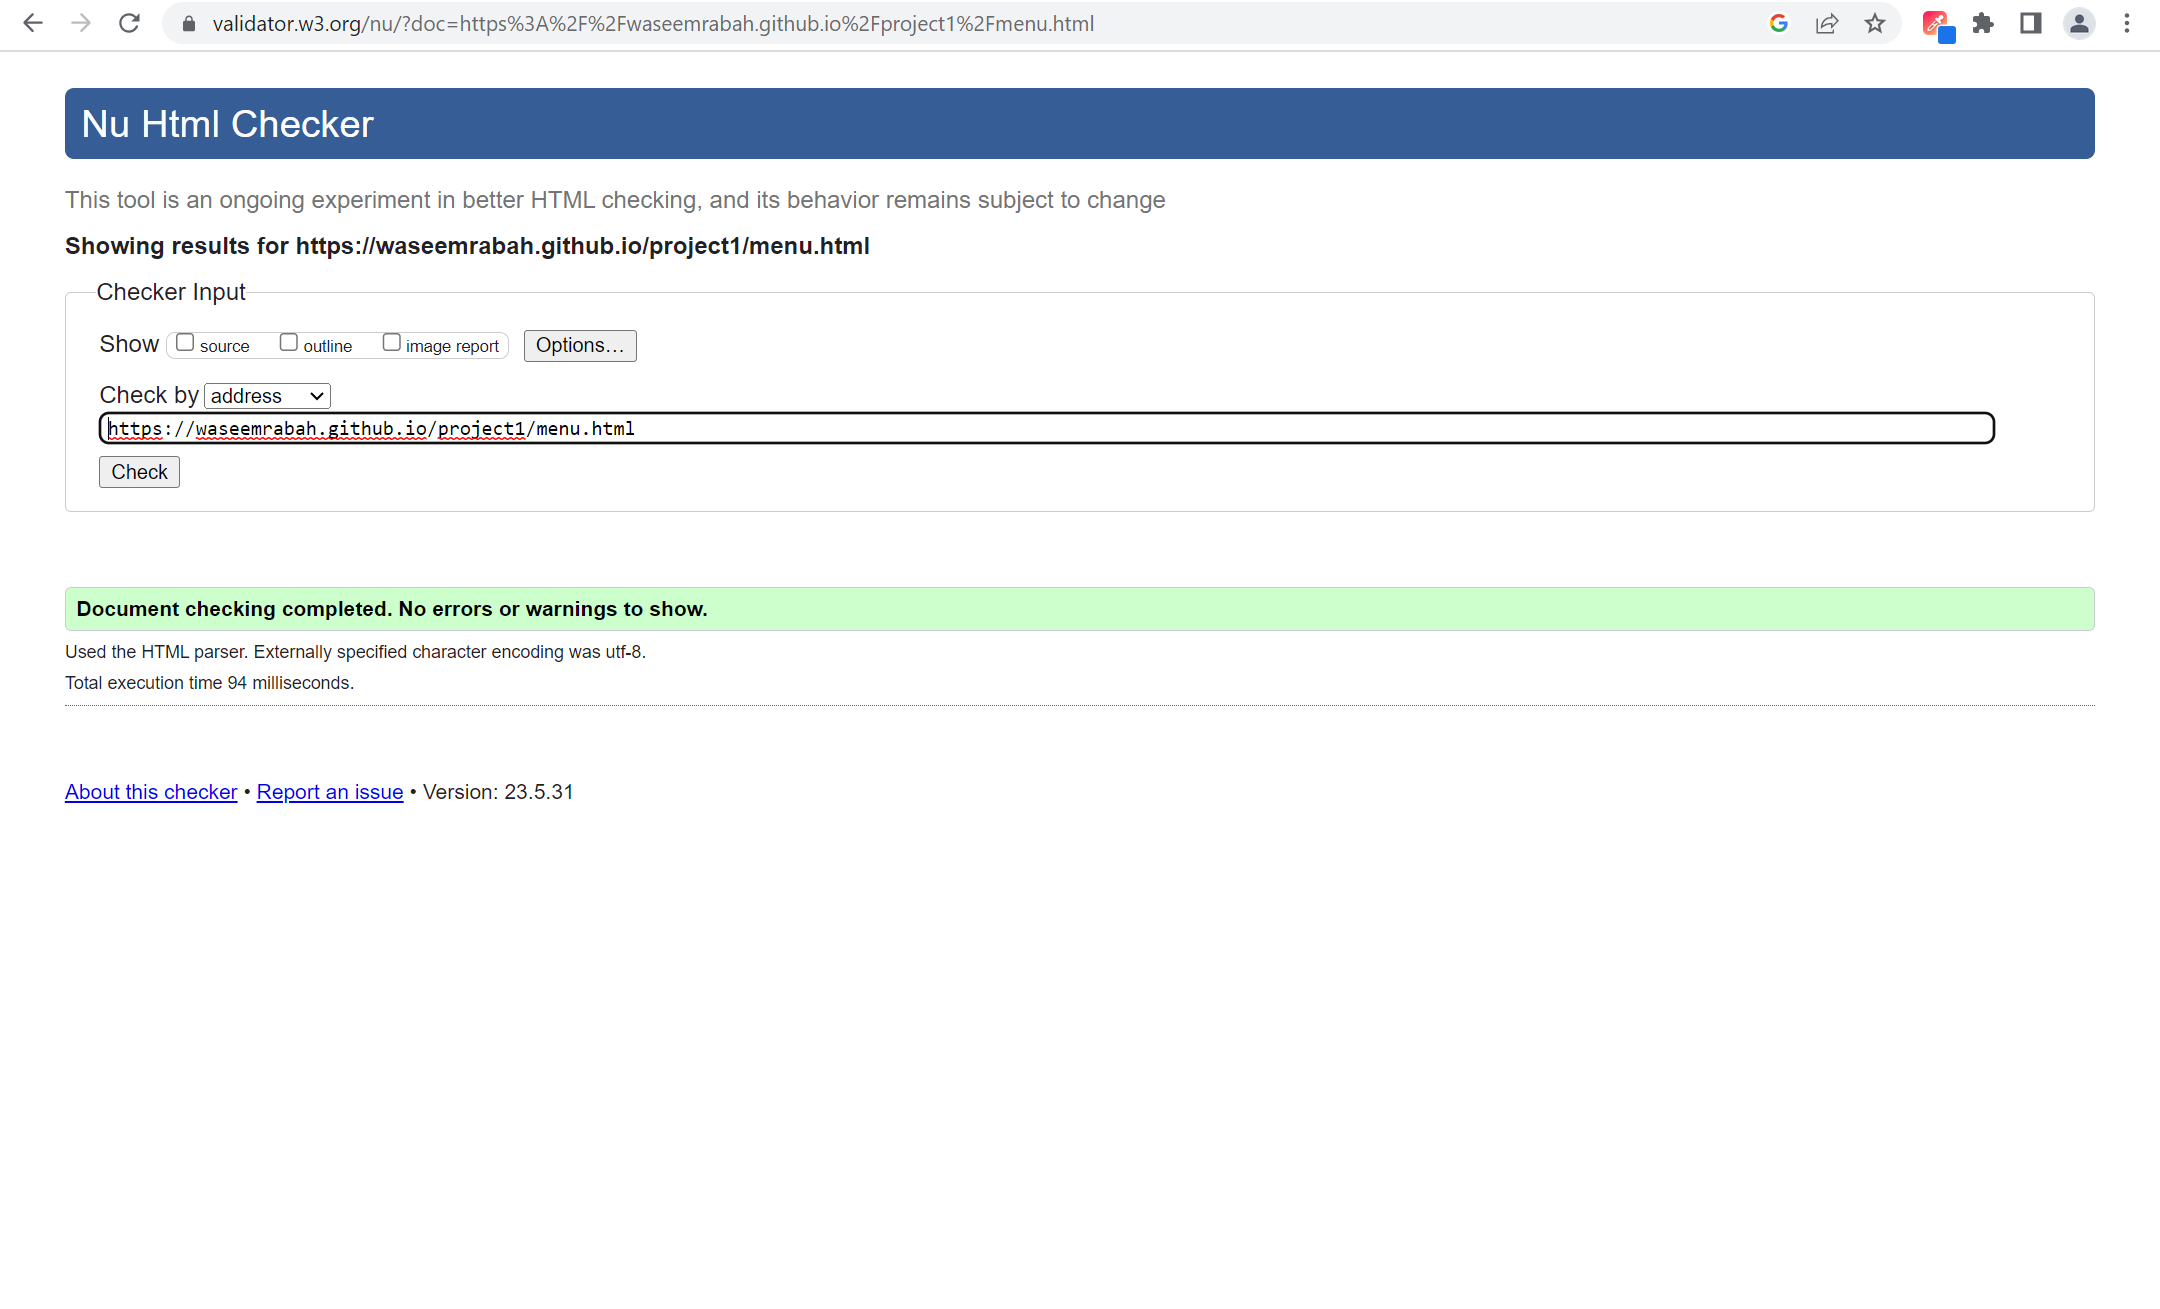 validator.w3.org/nu/?doc=https%3A%2F%2Fwaseemrabah.github.io%2Fproject1%2Fmenu.html
Nu Html Checker
This tool is an ongoing experiment in better HTML checking, and its behavior remains subject to change
Showing results for https://waseemrabah.github.io/project1/menu.html
Checker Input
Show source outline image report Options...
Check by address
https://waseemrabah.github.io/project1/menu.html
Check
Document checking completed. No errors or warnings to show.
Used the HTML parser. Externally specified character encoding was utf-8.
Total execution time 94 milliseconds.
About this checker • Report an issue • Version: 23.5.31